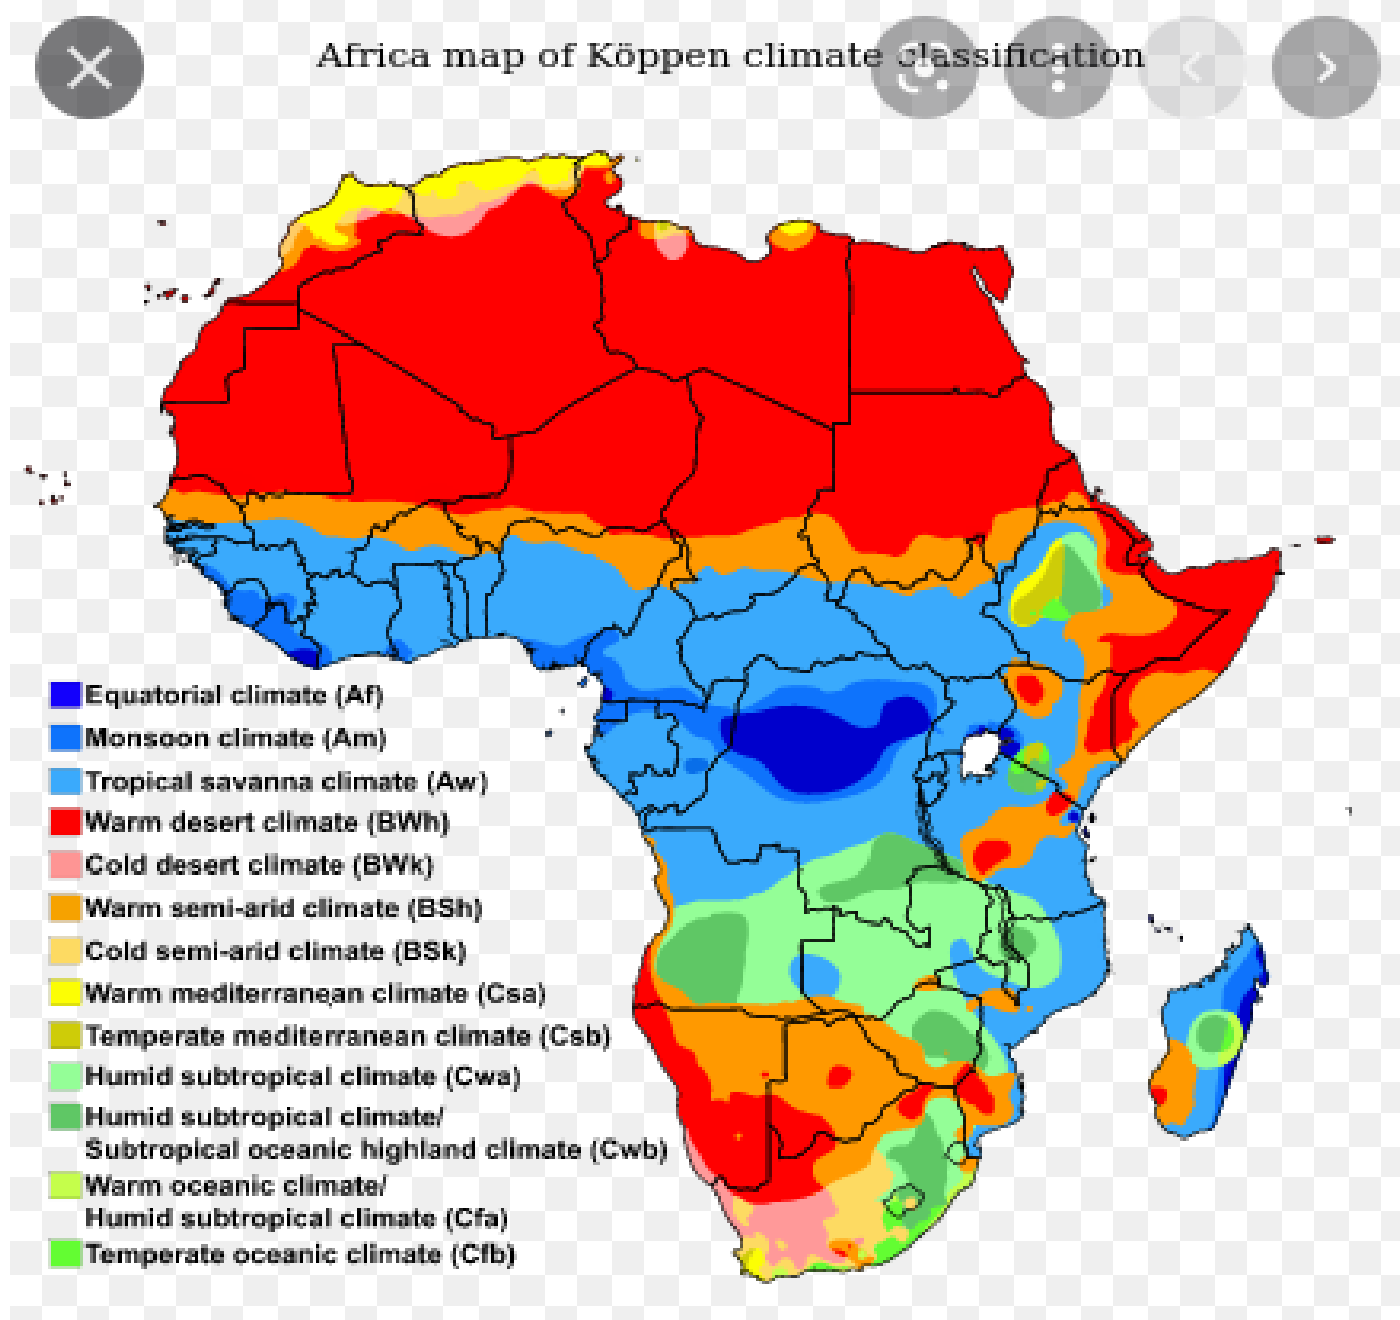 Africa map of Köppen climate classification
Equatorial climate (Af)
Monsoon climate (Am)
Tropical savanna climate (Aw)
Warm desert climate (BWh)
Cold desert climate (BWk)
Warm semi-arid climate (BSh)
Cold semi-arid climate (BSk)
Warm mediterranean climate (Csa)
Temperate mediterranean climate (Csb)
Humid subtropical climate (Cwa)
Humid subtropical climate/
Subtropical oceanic highland climate (Cwb)
Warm oceanic climate/
Humid subtropical climate (Cfa)
Temperate oceanic climate (Cfb)